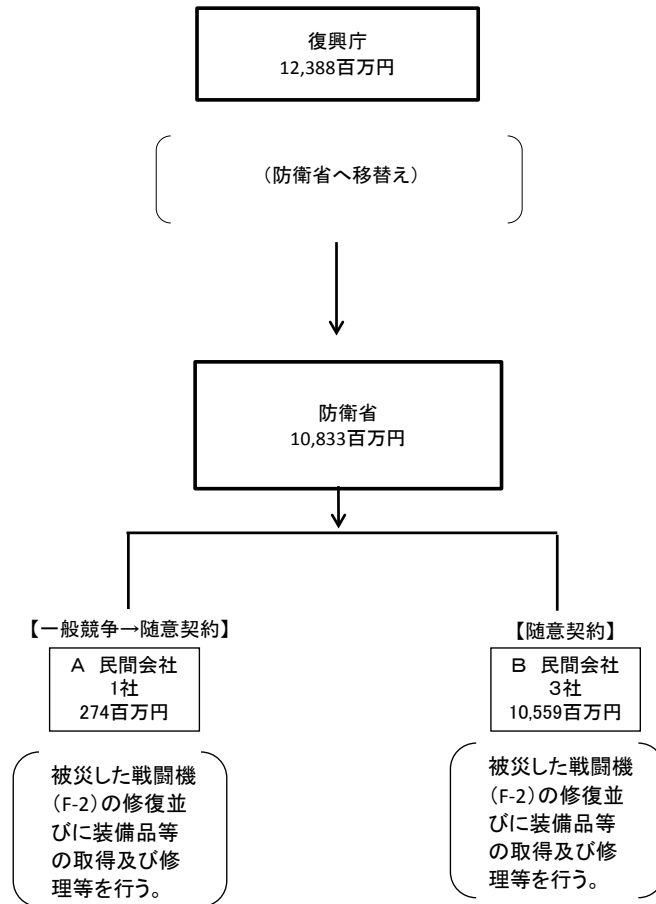 復興庁
12,388百万円
(防衛省へ移替え)
防衛省
10,833百万円
【一般競争→随意契約】
A 民間会社
1社
274百万円
被災した戦闘機
(F-2)の修復並
びに装備品等
の取得及び修
理等を行う。
【随意契約】
B 民間会社
3社
10,559百万円
被災した戦闘機
(F-2)の修復並
びに装備品等
の取得及び修
理等を行う。